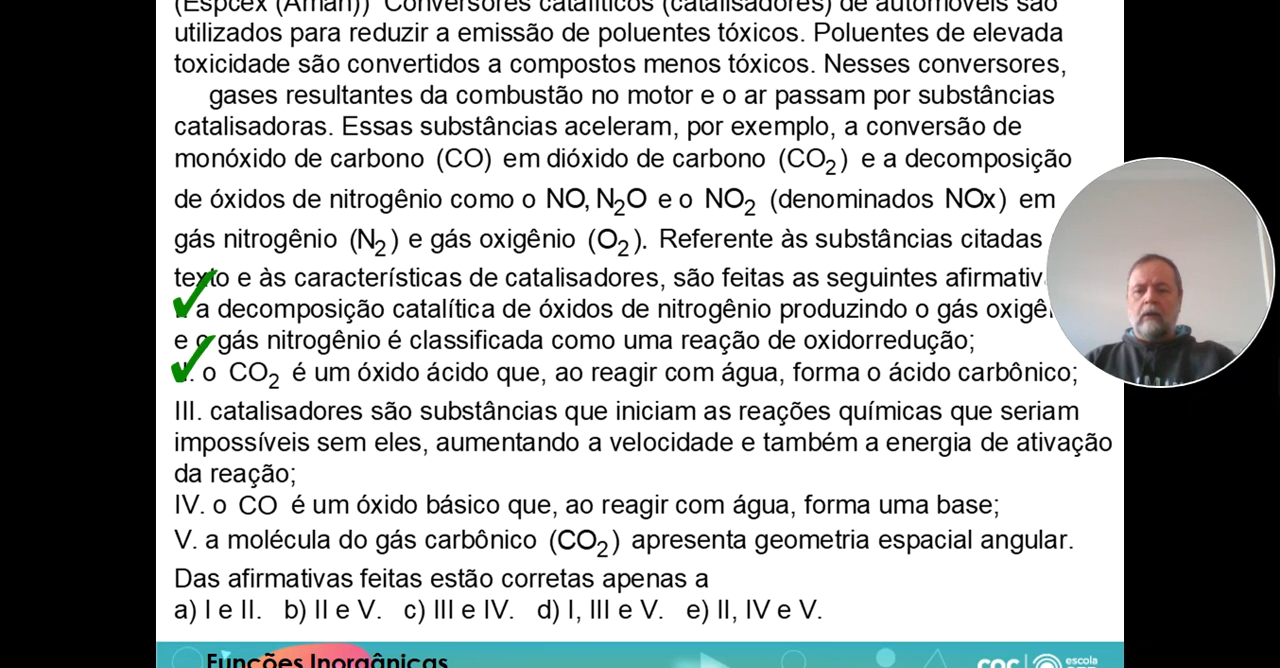 (Espcex (Aman)) Conversores catalíticos (catalisadores) de automóveis são
utilizados para reduzir a emissão de poluentes tóxicos. Poluentes de elevada
toxicidade são convertidos a compostos menos tóxicos. Nesses conversores,
gases resultantes da combustão no motor e o ar passam por substâncias
catalisadoras. Essas substâncias aceleram, por exemplo, a conversão de
monóxido de carbono (CO) em dióxido de carbono (CO₂) e a decomposição
de óxidos de nitrogênio como o NO, N₂O e o NO₂ (denominados NOx) em
gás nitrogênio (N₂) e gás oxigênio (O₂). Referente às substâncias citadas
texto e às características de catalisadores, são feitas as seguintes
a decomposição catalítica de óxidos de nitrogênio produzindo o gás
e o gás nitrogênio é classificada como uma reação de oxidorredução;
II. o CO₂ é um óxido ácido que, ao reagir com água, forma o ácido carbônico;
III. catalisadores são substâncias que iniciam as reações químicas que seriam
impossíveis sem eles, aumentando a velocidade e também a energia de ativação
da reação;
IV. o CO é um óxido básico que, ao reagir com água, forma uma base;
V. a molécula do gás carbônico (CO₂) apresenta geometria espacial angular.
Das afirmativas feitas estão corretas apenas a
a) I e II. b) II e V. c) III e IV. d) I, III e V. e) II, IV e V.
Funções Inorgânicas
escola